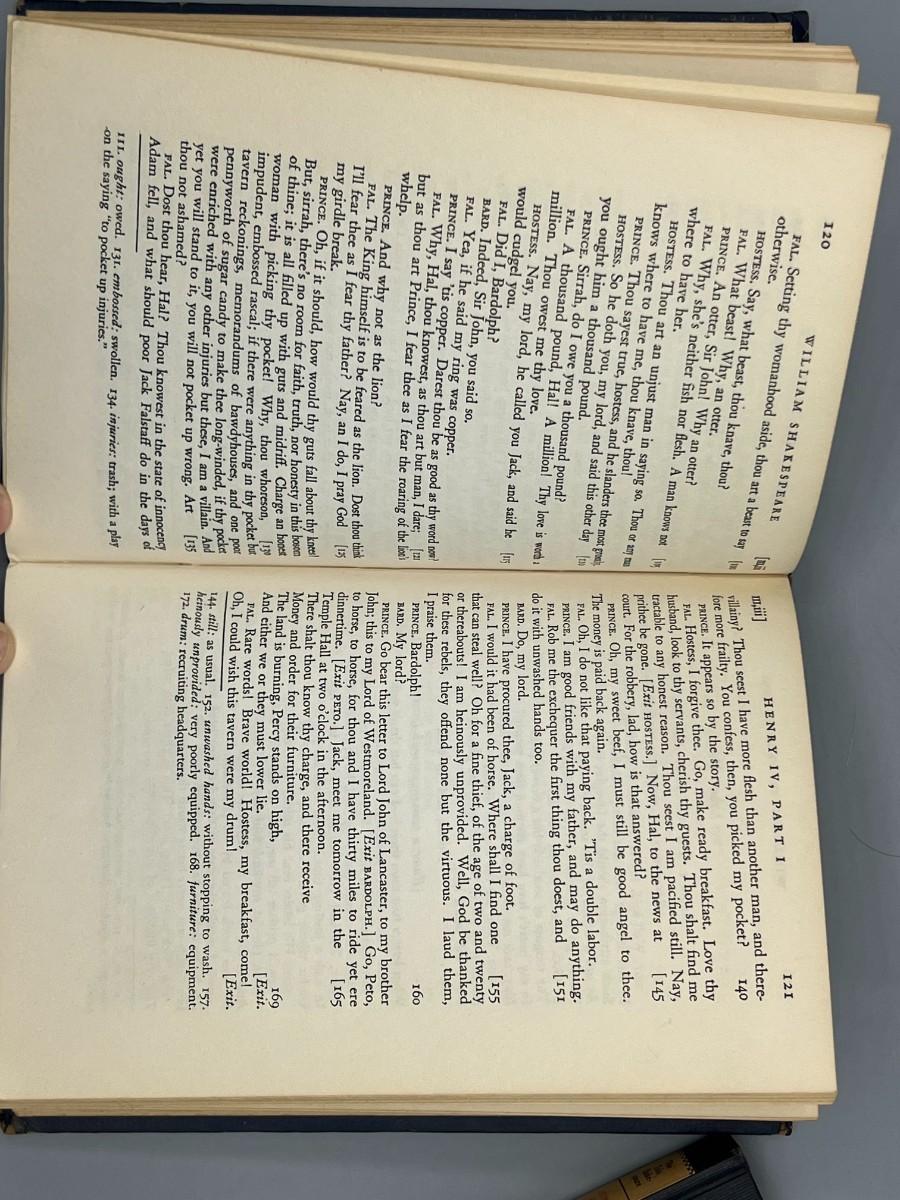 120
WILLIAM SHAKESPEARE
FAL. Setting thy womanhood aside, thou art a beast to say
otherwise.
HOSTESS. Say, what beast, thou knave, thou?
FAL. What beast! Why, an otter.
PRINCE. An otter, Sir John! Why an otter?
FAL. Why, she's neither fish nor flesh. A man knows not
where to have her.
HOSTESS. Thou art an unjust man in saying so. Thou or any man
knows where to have me, thou knave, thou!
PRINCE. Thou sayest true, hostess, and he slanders thee most grossly.
HOSTESS. So he doth you, my lord, and said this other day
you ought him a thousand pound.
PRINCE. Sirrah, do I owe you a thousand pound?
FAL. A thousand pound, Hal! A million! Thy love is worth a
million. Thou owest me thy love.
HOSTESS. Nay, my lord, he called you Jack, and said he
would cudgel you.
FAL. Did I, Bardolph?
BARD. Indeed, Sir John, you said so.
FAL. Yea, if he said my ring was copper.
PRINCE. I say 'tis copper. Darest thou be as good as thy word now?
FAL. Why, Hal, thou knowest, as thou art but man, I dare;
but as thou art Prince, I fear thee as I fear the roaring of the lion's
whelp.
PRINCE. And why not as the lion?
FAL. The King himself is to be feared as the lion. Dost thou think
I'll fear thee as I fear thy father? Nay, an I do, I pray God
my girdle break.
PRINCE. Oh, if it should, how would thy guts fall about thy knees!
But, sirrah, there's no room for faith, truth, nor honesty in this bosom
of thine; it is all filled up with guts and midriff. Charge an honest
woman with picking thy pocket! Why, thou whoreson, [130
impudent, embossed rascal; if there were anything in thy pocket but
tavern reckonings, memorandums of bawdyhouses, and one poor
pennyworth of sugar candy to make thee long-winded, if thy pocket
were enriched with any other injuries but these, I am a villain. And
yet you will stand to it, you will not pocket up wrong. Art [135
thou not ashamed?
FAL. Dost thou hear, Hal? Thou knowest in the state of innocency
Adam fell, and what should poor Jack Falstaff do in the days of
111. ought: owed. 131. embossed: swollen. 134. injuries: trash; with a play
on the saying "to pocket up injuries."
III,iii]
HENRY IV, PART I
121
villainy? Thou seest I have more flesh than another man, and there-
fore more frailty. You confess, then, you picked my pocket? 140
PRINCE. It appears so by the story.
FAL. Hostess, I forgive thee. Go, make ready breakfast. Love thy
husband, look to thy servants, cherish thy guests. Thou shalt find me
tractable to any honest reason. Thou seest I am pacified still. Nay,
prithee be gone. [Exit HOSTESS.] Now, Hal, to the news at [145
court. For the robbery, lad, how is that answered?
PRINCE. Oh, my sweet beef, I must still be good angel to thee.
The money is paid back again.
FAL. Oh, I do not like that paying back. 'Tis a double labor.
PRINCE. I am good friends with my father, and may do anything.
FAL. Rob me the exchequer the first thing thou doest, and [151
do it with unwashed hands too.
BARD. Do, my lord.
PRINCE. I have procured thee, Jack, a charge of foot.
FAL. I would it had been of horse. Where shall I find one [155
that can steal well? Oh for a fine thief, of the age of two and twenty
or thereabouts! I am heinously unprovided. Well, God be thanked
for these rebels, they offend none but the virtuous. I laud them,
I praise them.
PRINCE. Bardolph! 160
BARD. My lord?
PRINCE. Go bear this letter to Lord John of Lancaster, to my brother
John; this to my Lord of Westmoreland. [Exit BARDOLPH.] Go, Peto,
to horse, to horse, for thou and I have thirty miles to ride yet ere
dinnertime. [Exit PETO.] Jack, meet me tomorrow in the [165
Temple Hall at two o'clock in the afternoon.
There shalt thou know thy charge, and there receive
Money and order for their furniture.
The land is burning, Percy stands on high, 169
And either we or they must lower lie. [Exit.
FAL. Rare words! Brave world! Hostess, my breakfast, come!
Oh, I could wish this tavern were my drum! [Exit.
144. still: as usual. 152. unwashed hands: without stopping to wash. 157.
heinously unprovided: very poorly equipped. 168. furniture: equipment.
172. drum: recruiting headquarters.